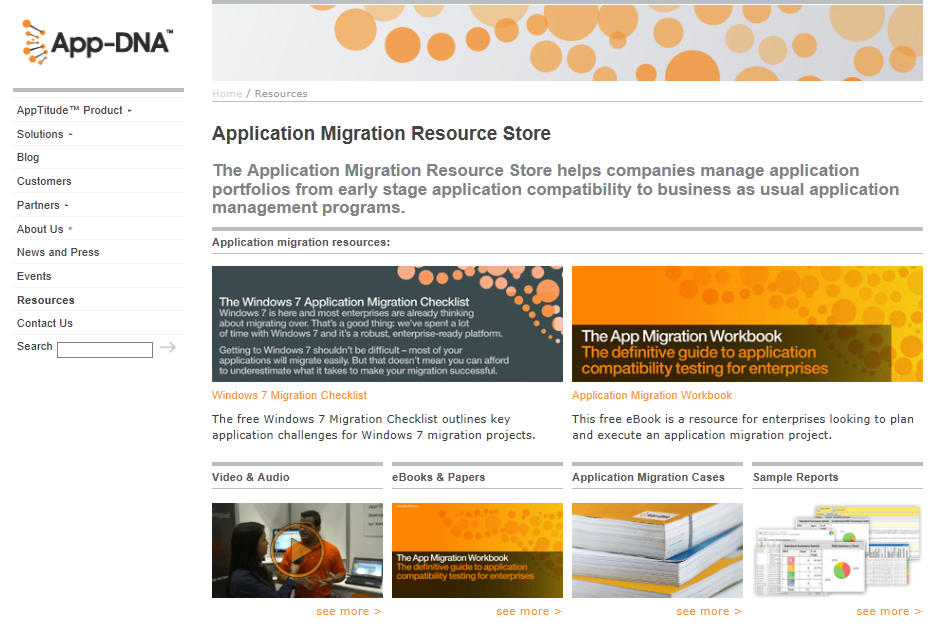 App-DNA™
AppTitude™ Product
Solutions
Blog
Customers
Partners
About Us
News and Press
Events
Resources
Contact Us
Search
Home / Resources
Application Migration Resource Store
The Application Migration Resource Store helps companies manage application
portfolios from early stage application compatibility to business as usual application
management programs.
Application migration resources:
The Windows 7 Application Migration Checklist
Windows 7 is here and most enterprises are already thinking
about migrating over. That's a good thing: we've spent a lot
of time with Windows 7 and it's a robust, enterprise-ready platform.
Getting to Windows 7 shouldn't be difficult – most of your
applications will migrate easily. But that doesn't mean you can afford
to underestimate what it takes to make your migration successful.
Windows 7 Migration Checklist
The free Windows 7 Migration Checklist outlines key
application challenges for Windows 7 migration projects.
The App Migration Workbook
The definitive guide to application
compatibility testing for enterprises
Application Migration Workbook
This free eBook is a resource for enterprises looking to plan
and execute an application migration project.
Video & Audio
see more >
eBooks & Papers
The App Migration Workbook
The definitive guide to application
compatibility testing for enterprises
see more >
Application Migration Cases
see more >
Sample Reports
see more >